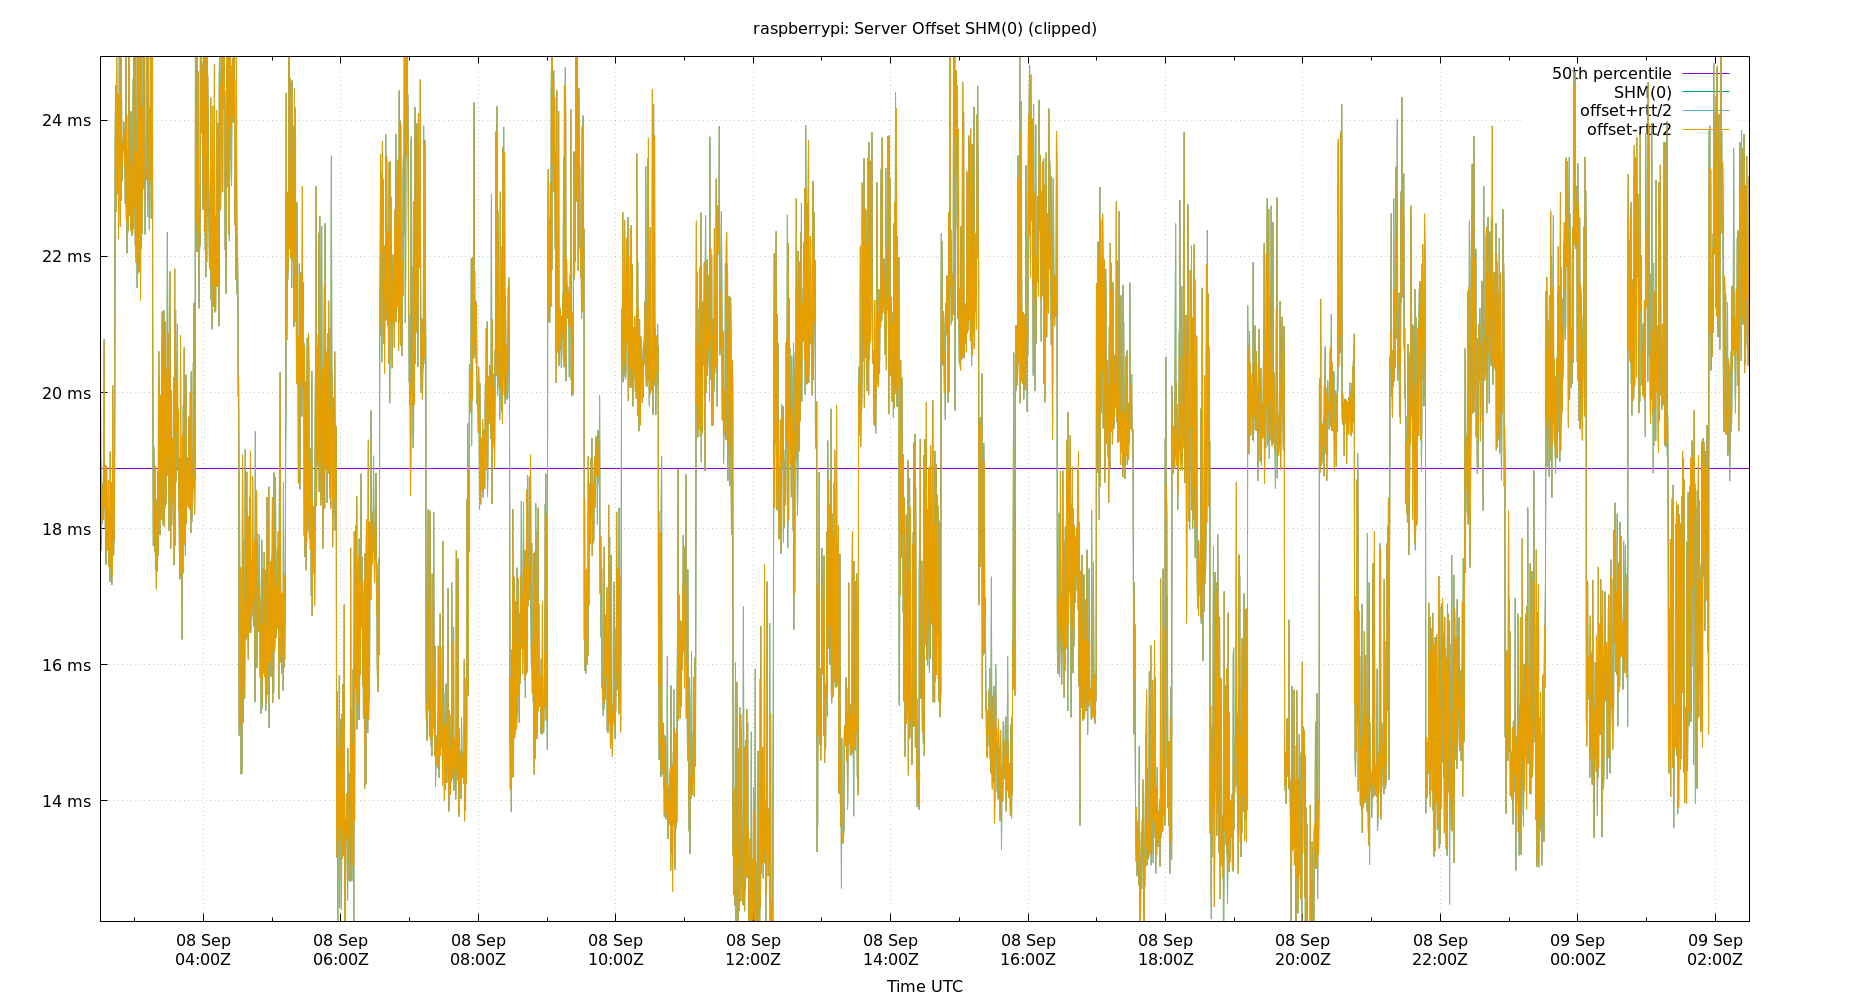 raspberrypi: Server Offset SHM(0) (clipped)
50th percentile
SHM(0)
offset+rtt/2
offset-rtt/2
24 ms
22 ms
20 ms
18 ms
16 ms
14 ms
08 Sep 08 Sep 08 Sep 08 Sep 08 Sep 08 Sep 08 Sep 08 Sep 08 Sep 08 Sep 09 Sep 09 Sep
04:00Z 06:00Z 08:00Z 10:00Z 12:00Z 14:00Z 16:00Z 18:00Z 20:00Z 22:00Z 00:00Z 02:00Z
Time UTC